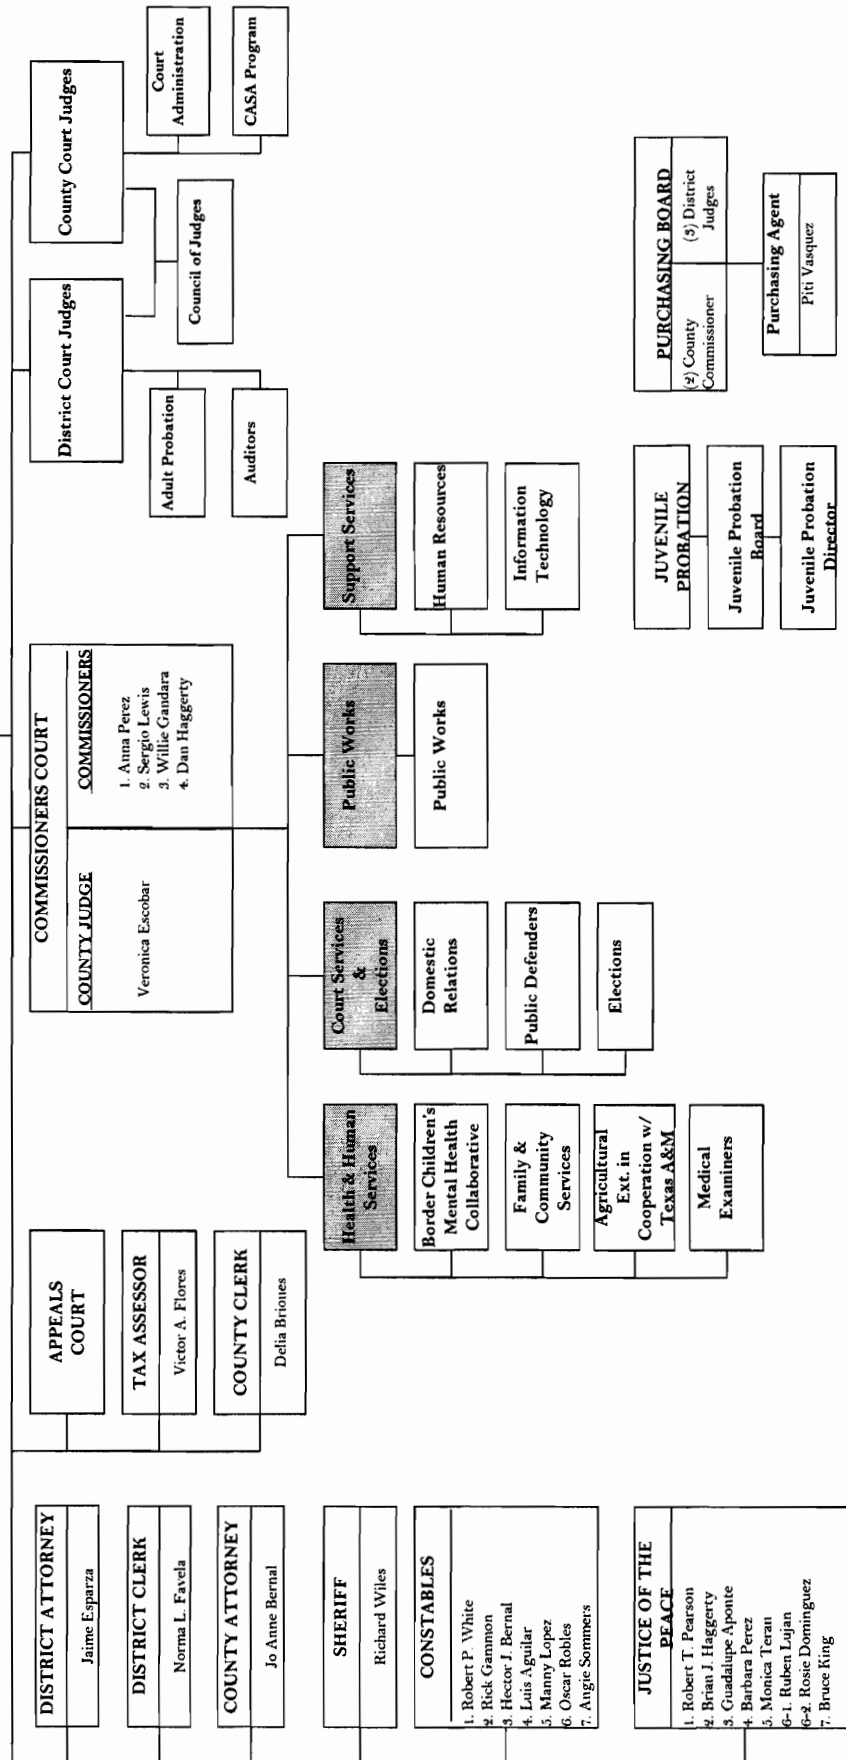 DISTRICT ATTORNEY
Jaime Esparza
DISTRICT CLERK
Norma L. Favela
COUNTY ATTORNEY
Jo Anne Bernal
SHERIFF
Richard Wiles
CONSTABLES
1. Robert P. White
2. Rick Gammon
3. Hector J. Bernal
4. Luis Aguilar
5. Manny Lopez
6. Oscar Robles
7. Angie Sommers
JUSTICE OF THE
PEACE
1. Robert T. Pearson
2. Brian J. Haggerty
3. Guadalupe Aponte
4. Barbara Perez
5. Monica Teran
6-1. Ruben Lujan
6-2. Rosie Dominguez
7. Bruce King
APPEALS
COURT
TAX ASSESSOR
Victor A. Flores
COUNTY CLERK
Delia Briones
COMMISSIONERS COURT
COUNTY JUDGE
Veronica Escobar
COMMISSIONERS
1. Anna Perez
2. Sergio Lewis
3. Willie Gandara
4. Dan Haggerty
Health & Human
Services
Border Children's
Mental Health
Collaborative
Family &
Community
Services
Agricultural
Ext. in
Cooperation w/
Texas A&M
Medical
Examiners
Court Services
&
Elections
Domestic
Relations
Public Defenders
Elections
Public Works
Public Works
Support Services
Human Resources
Information
Technology
District Court Judges
Adult Probation
Auditors
County Court Judges
Council of Judges
Court
Administration
CASA Program
JUVENILE
PROBATION
Juvenile Probation
Board
Juvenile Probation
Director
PURCHASING BOARD
(2) County
Commissioner
(3) District
Judges
Purchasing Agent
Piti Vasquez